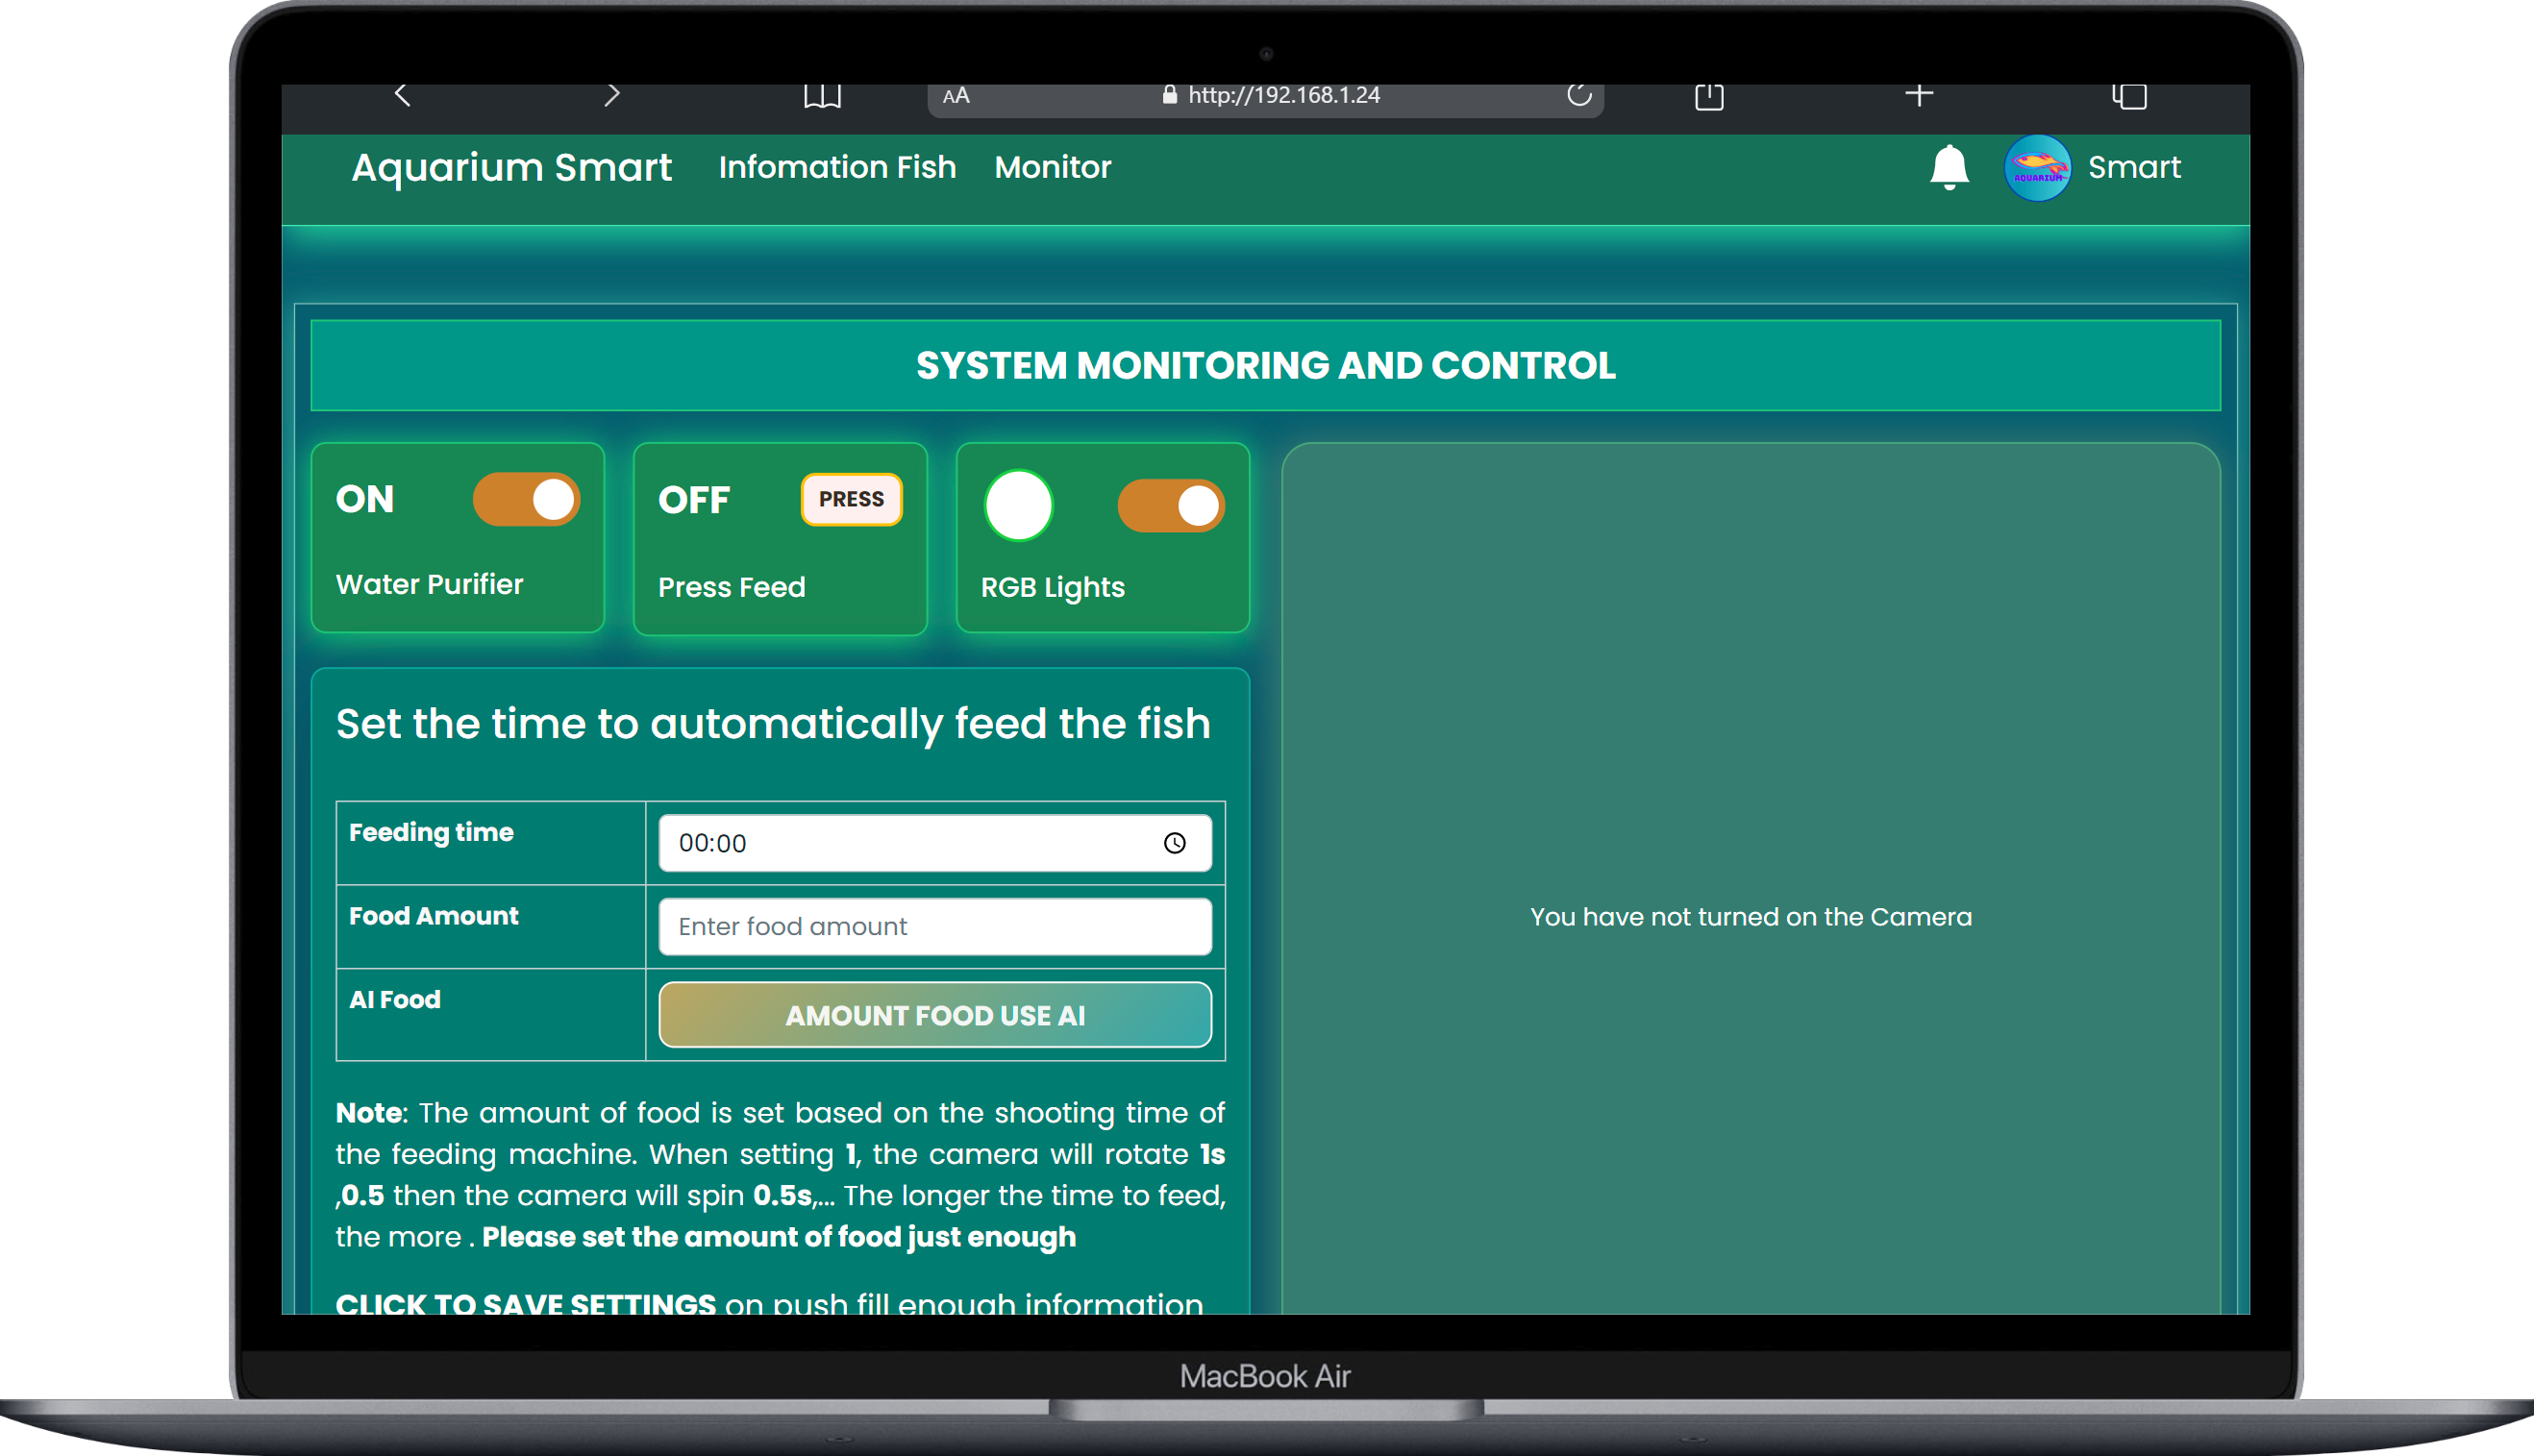 AA http://192.168.1.24
Aquarium Smart Infomation Fish Monitor AQUARIUM Smart
SYSTEM MONITORING AND CONTROL
ON
Water Purifier
OFF PRESS
Press Feed
RGB Lights
Set the time to automatically feed the fish
Feeding time 00:00
Food Amount Enter food amount
AI Food AMOUNT FOOD USE AI
Note: The amount of food is set based on the shooting time of
the feeding machine. When setting 1, the camera will rotate 1s
,0.5 then the camera will spin 0.5s,... The longer the time to feed,
the more . Please set the amount of food just enough
CLICK TO SAVE SETTINGS on push fill enough information
You have not turned on the Camera
MacBook Air